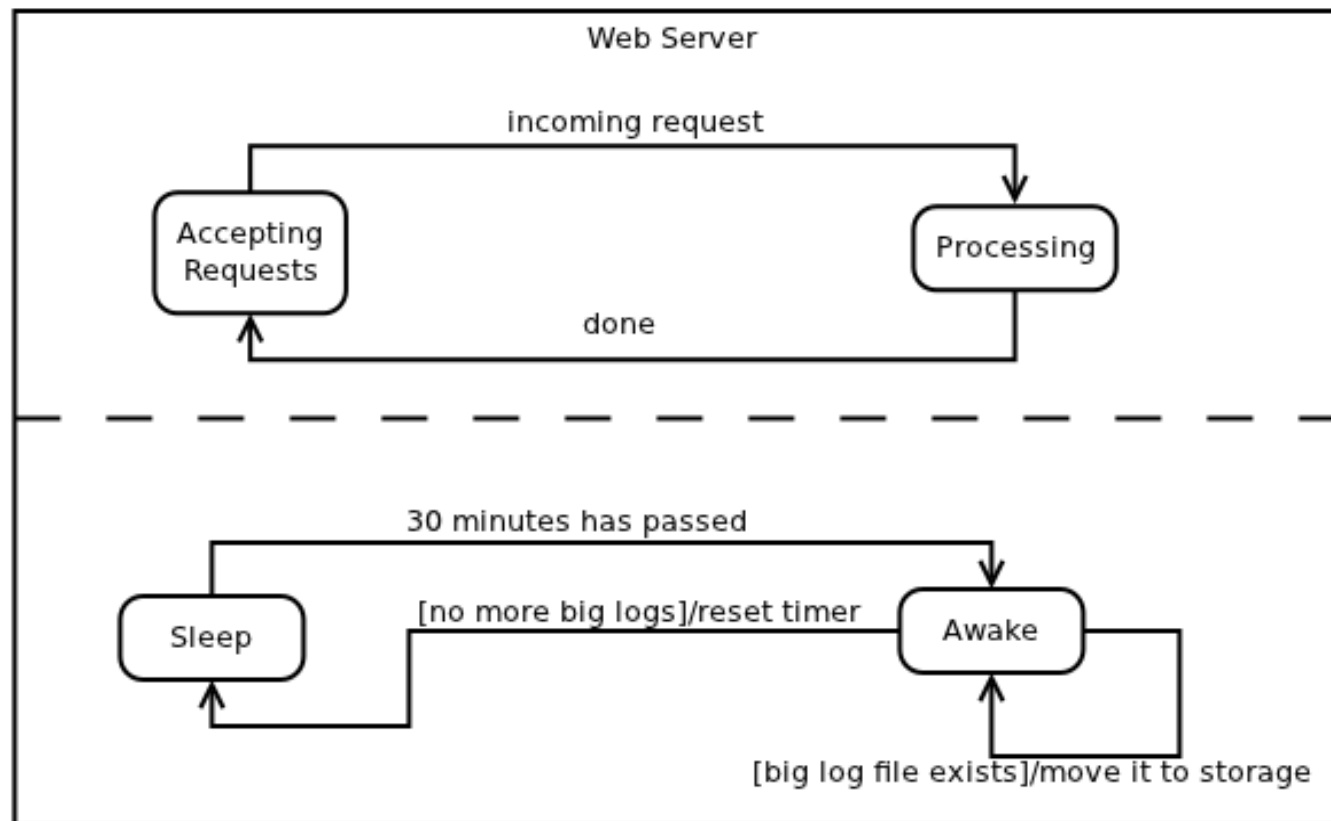 Web Server
incoming request
Accepting
Requests
Processing
done
30 minutes has passed
[no more big logs]/reset timer
Sleep
Awake
[big log file exists]/move it to storage